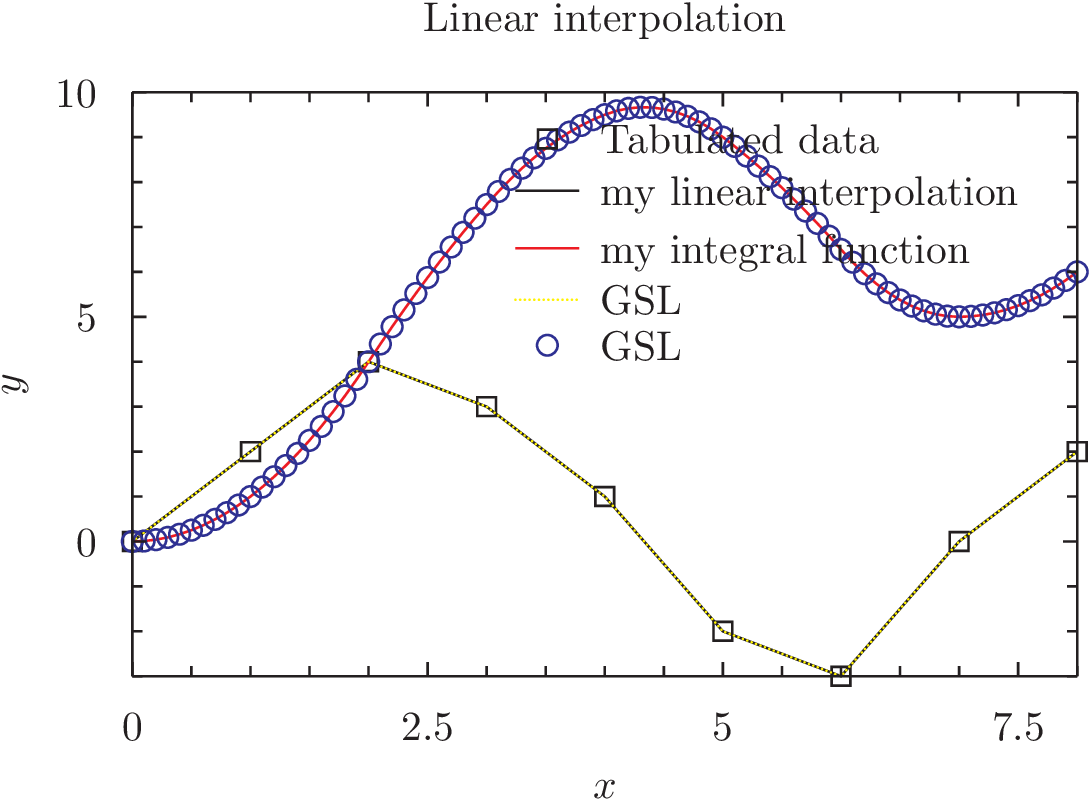 Linear interpolation
10
5
0
y
Tabulated data
my linear interpolation
my integral function
GSL
GSL
0 2.5 5 7.5
x